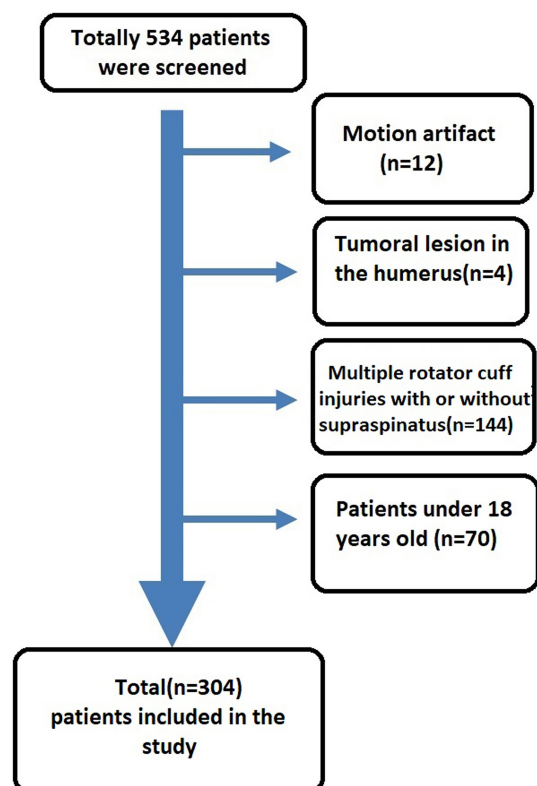 Totally 534 patients
were screened
Motion artifact
(n=12)
Tumoral lesion in
the humerus(n=4)
Multiple rotator cuff
injuries with or without
supraspinatus(n=144)
Patients under 18
years old (n=70)
Total(n=304)
patients included in the
study